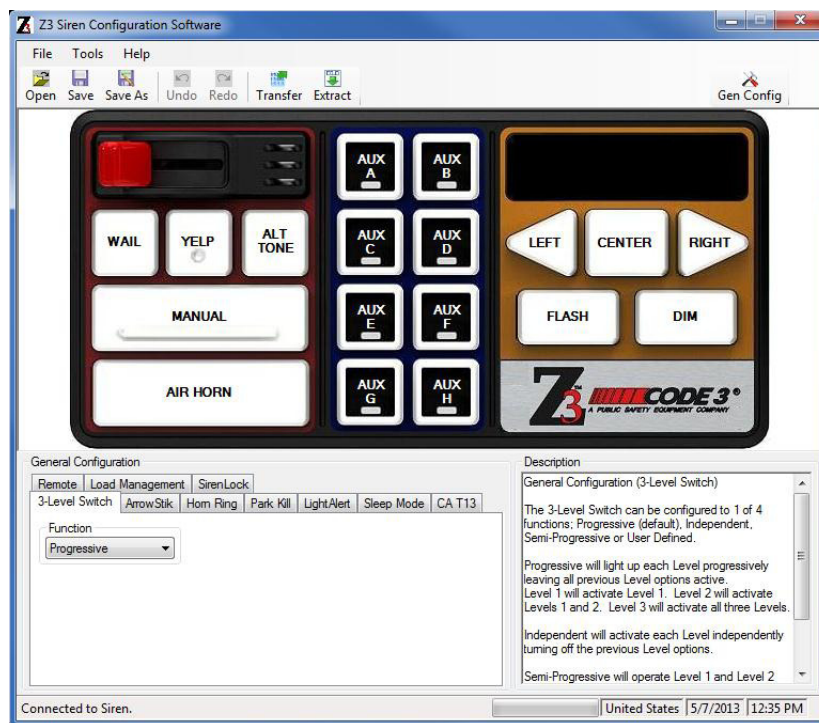 Z3 Siren Configuration Software
File Tools Help
Open Save Save As Undo Redo Transfer Extract Gen Config
AUX A
AUX B
WAIL
YELP
ALT TONE
AUX C
AUX D
LEFT
CENTER
RIGHT
MANUAL
AUX E
AUX F
FLASH
DIM
AIR HORN
AUX G
AUX H
Z3™ CODE 3®
A PUBLIC SAFETY EQUIPMENT COMPANY
General Configuration
Remote Load Management SirenLock
3-Level Switch ArrowStik Horn Ring Park Kill LightAlert Sleep Mode CA T13
Function
Progressive
Description
General Configuration (3-Level Switch)
The 3-Level Switch can be configured to 1 of 4
functions; Progressive (default), Independent,
Semi-Progressive or User Defined.
Progressive will light up each Level progressively
leaving all previous Level options active.
Level 1 will activate Level 1. Level 2 will activate
Levels 1 and 2. Level 3 will activate all three Levels.
Independent will activate each Level independently
turning off the previous Level options.
Semi-Progressive will operate Level 1 and Level 2
Connected to Siren.
United States 5/7/2013 12:35 PM